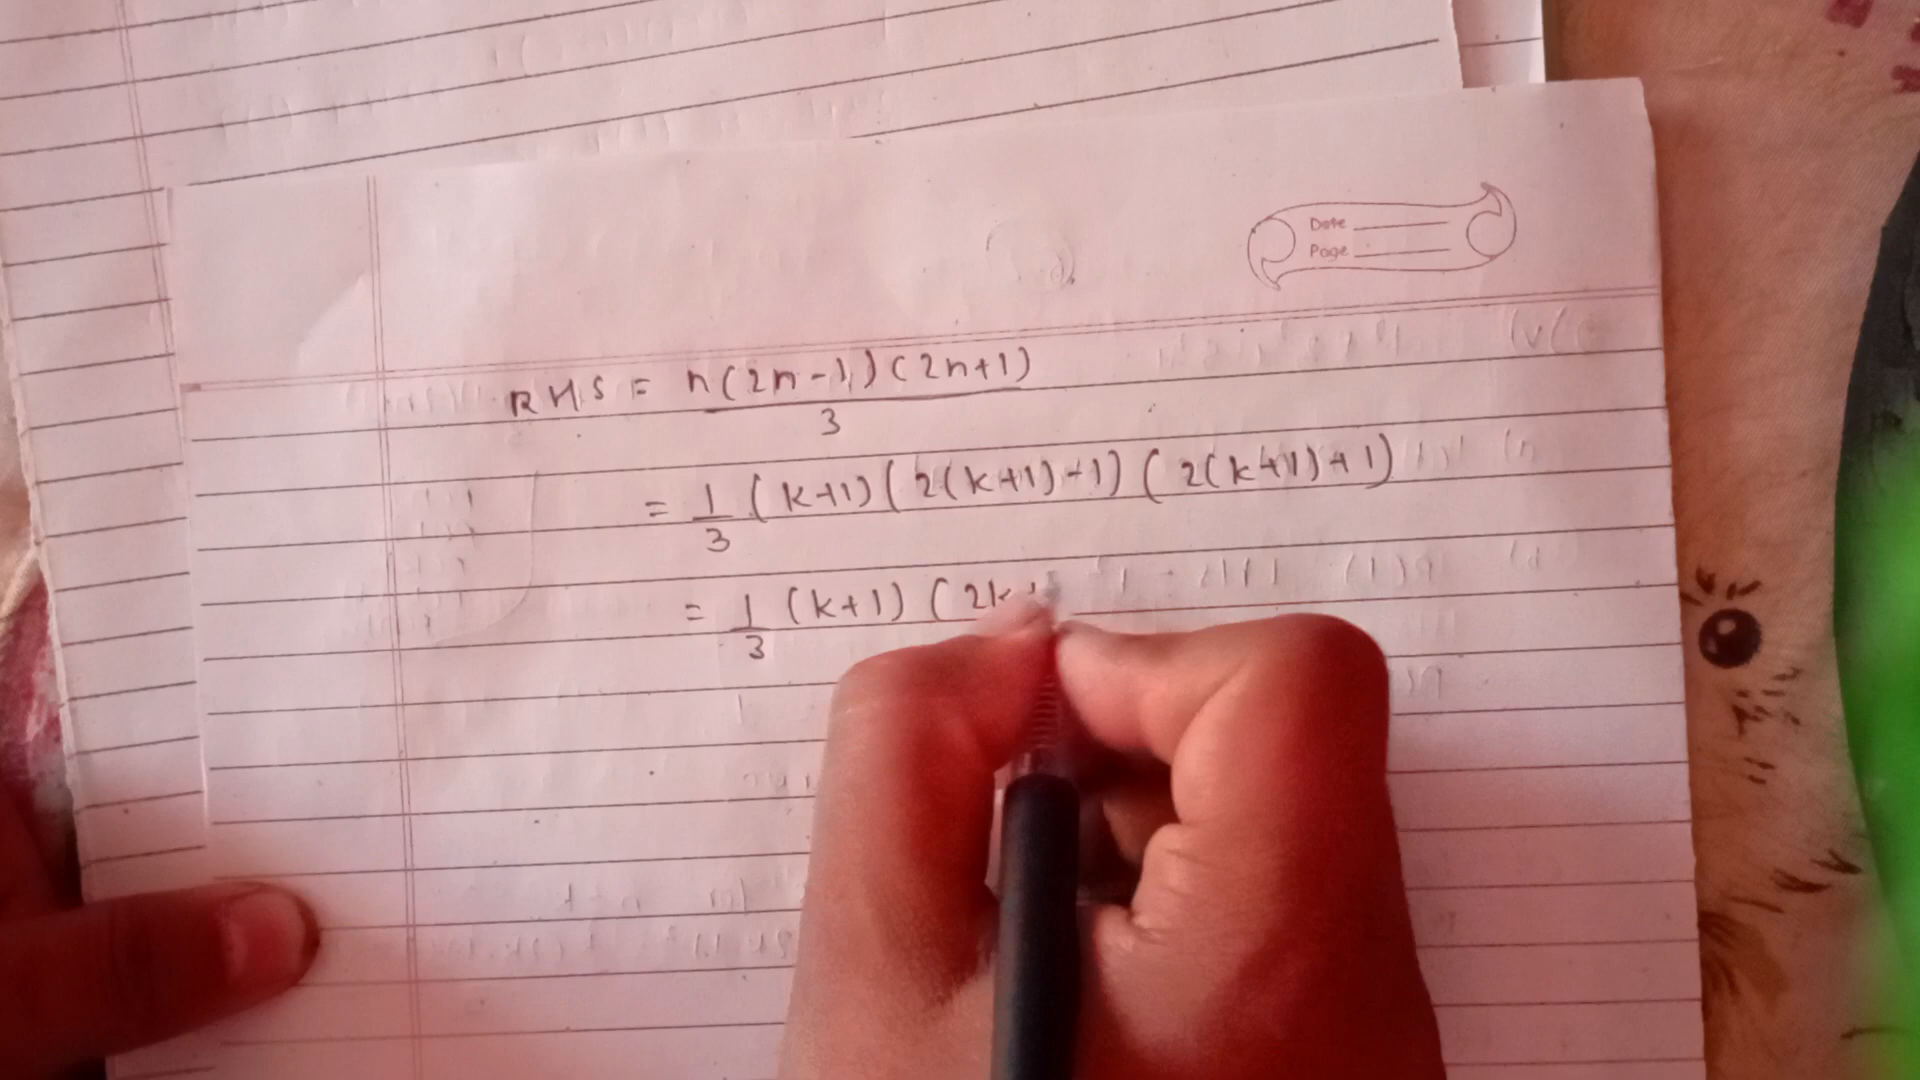 Date
Page
RHS = n(2n-1)(2n+1)
3
= 1/3 (k+1)(2(k+1)-1)(2(k+1)+1)
= 1/3 (k+1) (2k+